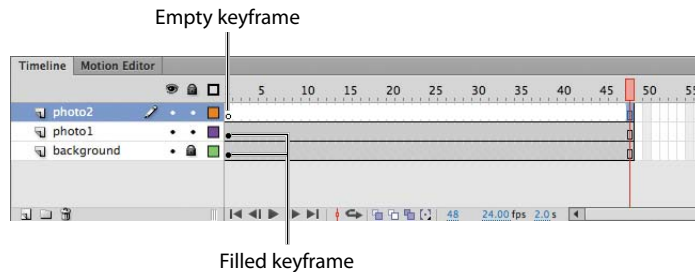 Empty keyframe
Timeline Motion Editor
5 10 15 20 25 30 35 40 45 50 55
photo2
photo1
background
48 24.00 fps 2.0 s
Filled keyframe